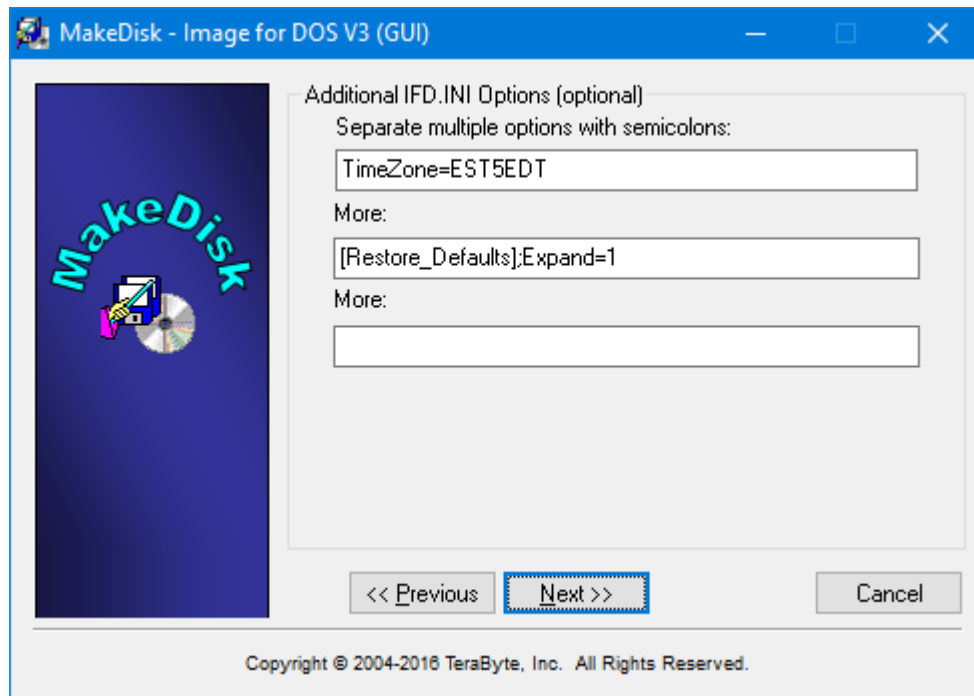 MakeDisk - Image for DOS V3 (GUI)
MakeDisk
Additional IFD.INI Options (optional)
Separate multiple options with semicolons:
TimeZone=EST5EDT
More:
[Restore_Defaults];Expand=1
More:
<< Previous
Next >>
Cancel
Copyright © 2004-2016 TeraByte, Inc. All Rights Reserved.